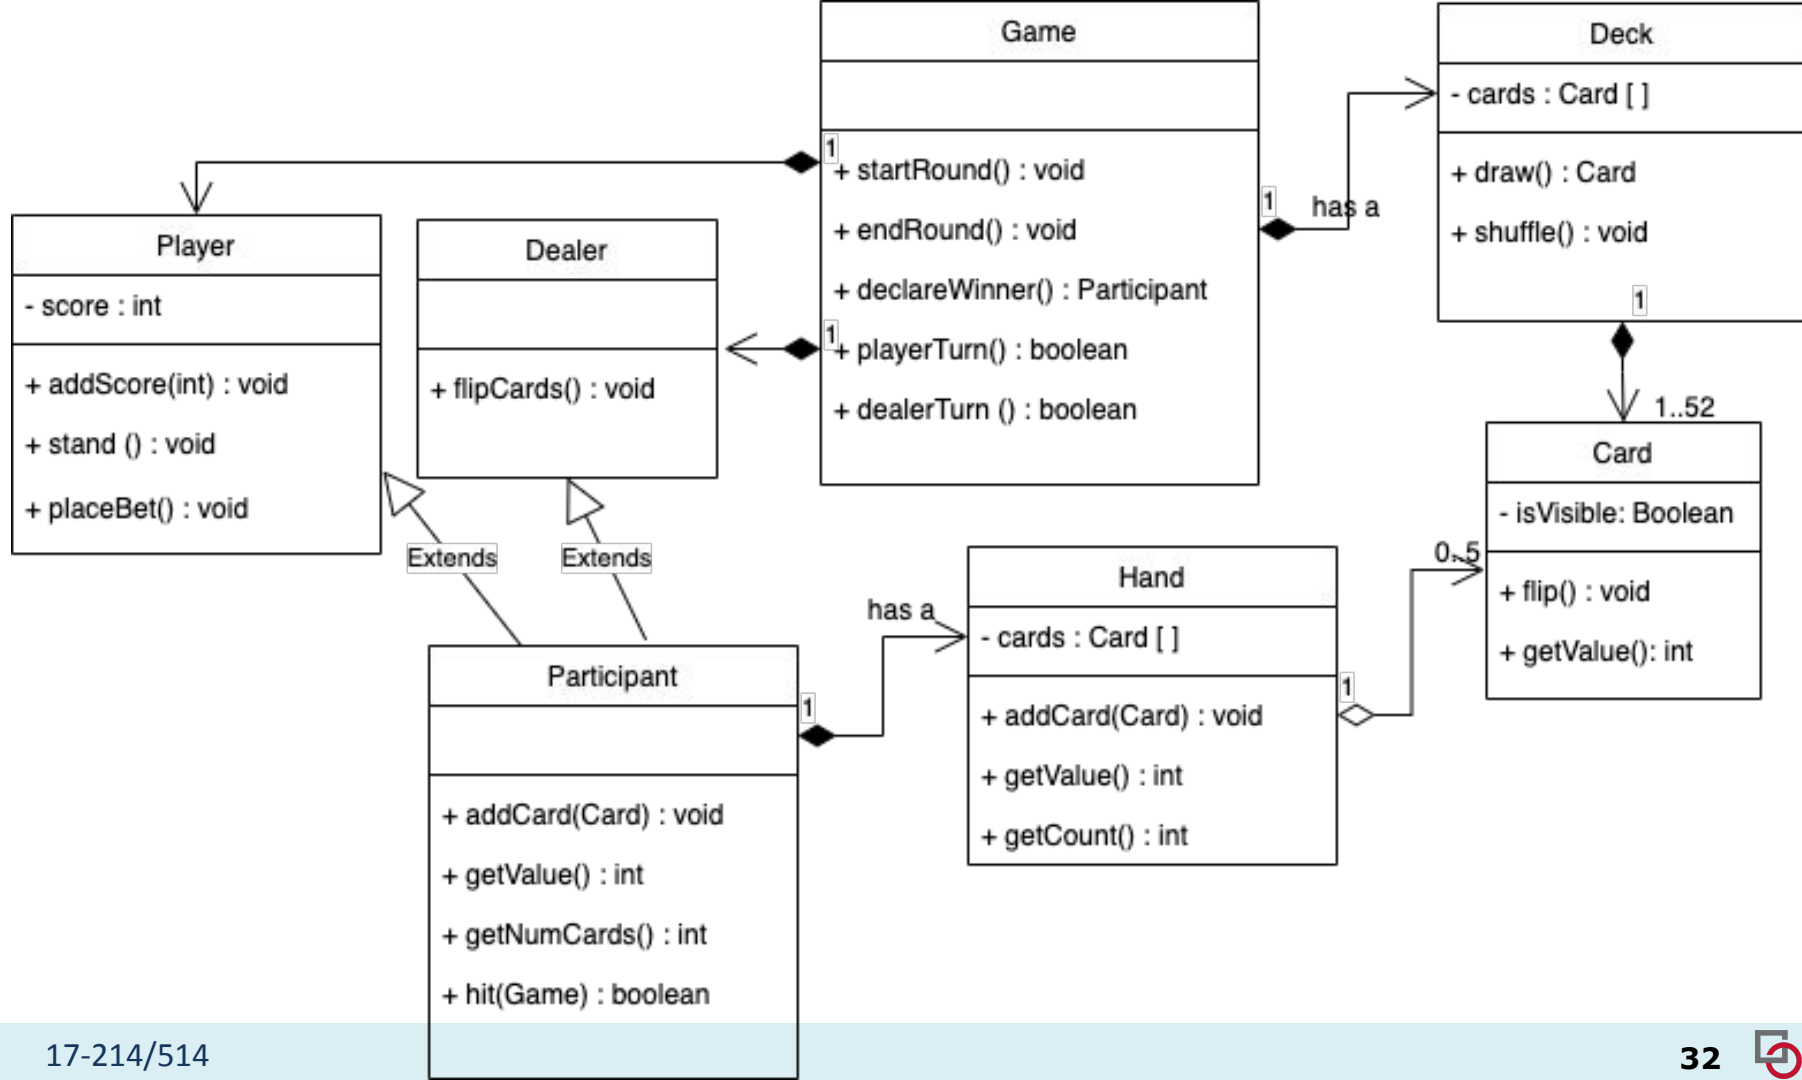 Game
+ startRound() : void
+ endRound() : void
+ declareWinner() : Participant
+ playerTurn() : boolean
+ dealerTurn () : boolean
1
1
1
has a
Deck
- cards : Card [ ]
+ draw() : Card
+ shuffle() : void
1
1..52
Player
- score : int
+ addScore(int) : void
+ stand () : void
+ placeBet() : void
Dealer
+ flipCards() : void
Extends
Extends
Card
- isVisible: Boolean
+ flip() : void
+ getValue(): int
0..5
Hand
- cards : Card [ ]
+ addCard(Card) : void
+ getValue() : int
+ getCount() : int
1
has a
Participant
+ addCard(Card) : void
+ getValue() : int
+ getNumCards() : int
+ hit(Game) : boolean
1
17-214/514
32